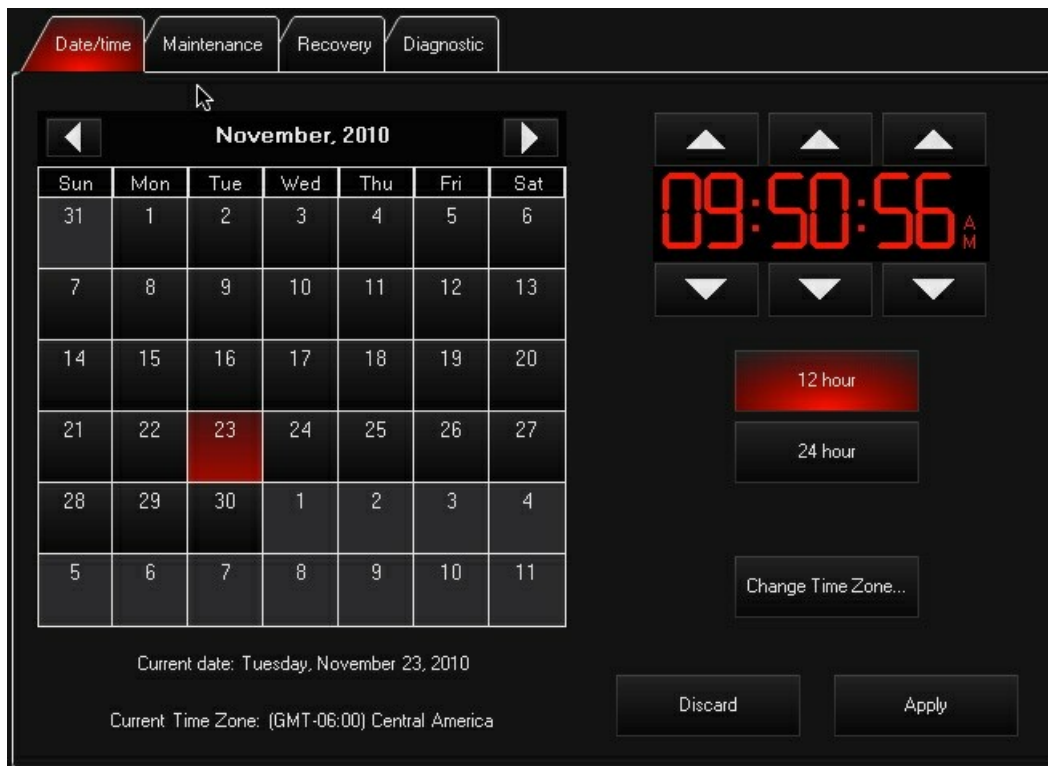 Date/time Maintenance Recovery Diagnostic
November, 2010
Sun Mon Tue Wed Thu Fri Sat
31 1 2 3 4 5 6
7 8 9 10 11 12 13
14 15 16 17 18 19 20
21 22 23 24 25 26 27
28 29 30 1 2 3 4
5 6 7 8 9 10 11
Current date: Tuesday, November 23, 2010
Current Time Zone: (GMT-06:00) Central America
09:50:56 AM
12 hour
24 hour
Change Time Zone...
Discard Apply